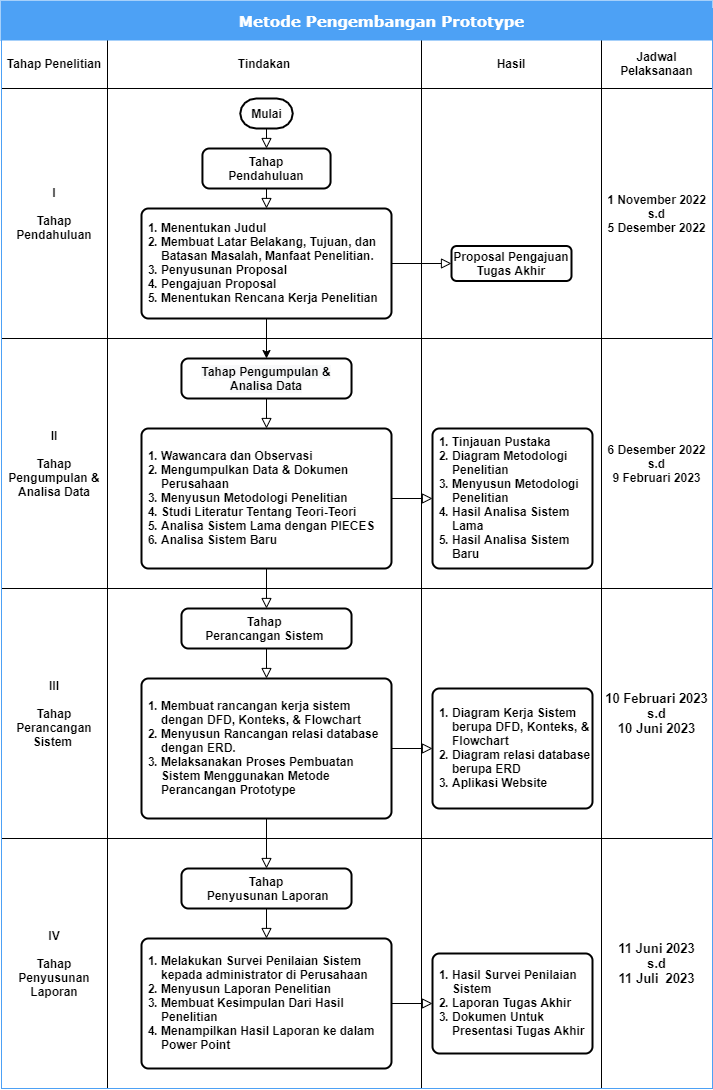 Metode Pengembangan Prototype
Tahap Penelitian
Tindakan
Hasil
Jadwal
Pelaksanaan
I
Tahap
Pendahuluan
Mulai
Tahap
Pendahuluan
1. Menentukan Judul
2. Membuat Latar Belakang, Tujuan, dan
Batasan Masalah, Manfaat Penelitian.
3. Penyusunan Proposal
4. Pengajuan Proposal
5. Menentukan Rencana Kerja Penelitian
Proposal Pengajuan
Tugas Akhir
1 November 2022
s.d
5 Desember 2022
II
Tahap
Pengumpulan &
Analisa Data
Tahap Pengumpulan &
Analisa Data
1. Wawancara dan Observasi
2. Mengumpulkan Data & Dokumen
Perusahaan
3. Menyusun Metodologi Penelitian
4. Studi Literatur Tentang Teori-Teori
5. Analisa Sistem Lama dengan PIECES
6. Analisa Sistem Baru
1. Tinjauan Pustaka
2. Diagram Metodologi
Penelitian
3. Menyusun Metodologi
Penelitian
4. Hasil Analisa Sistem
Lama
5. Hasil Analisa Sistem
Baru
6 Desember 2022
s.d
9 Februari 2023
III
Tahap
Perancangan
Sistem
Tahap
Perancangan Sistem
1. Membuat rancangan kerja sistem
dengan DFD, Konteks, & Flowchart
2. Menyusun Rancangan relasi database
dengan ERD.
3. Melaksanakan Proses Pembuatan
Sistem Menggunakan Metode
Perancangan Prototype
1. Diagram Kerja Sistem
berupa DFD, Konteks, &
Flowchart
2. Diagram relasi database
berupa ERD
3. Aplikasi Website
10 Februari 2023
s.d
10 Juni 2023
IV
Tahap
Penyusunan
Laporan
Tahap
Penyusunan Laporan
1. Melakukan Survei Penilaian Sistem
kepada administrator di Perusahaan
2. Menyusun Laporan Penelitian
3. Membuat Kesimpulan Dari Hasil
Penelitian
4. Menampilkan Hasil Laporan ke dalam
Power Point
1. Hasil Survei Penilaian
Sistem
2. Laporan Tugas Akhir
3. Dokumen Untuk
Presentasi Tugas Akhir
11 Juni 2023
s.d
11 Juli 2023